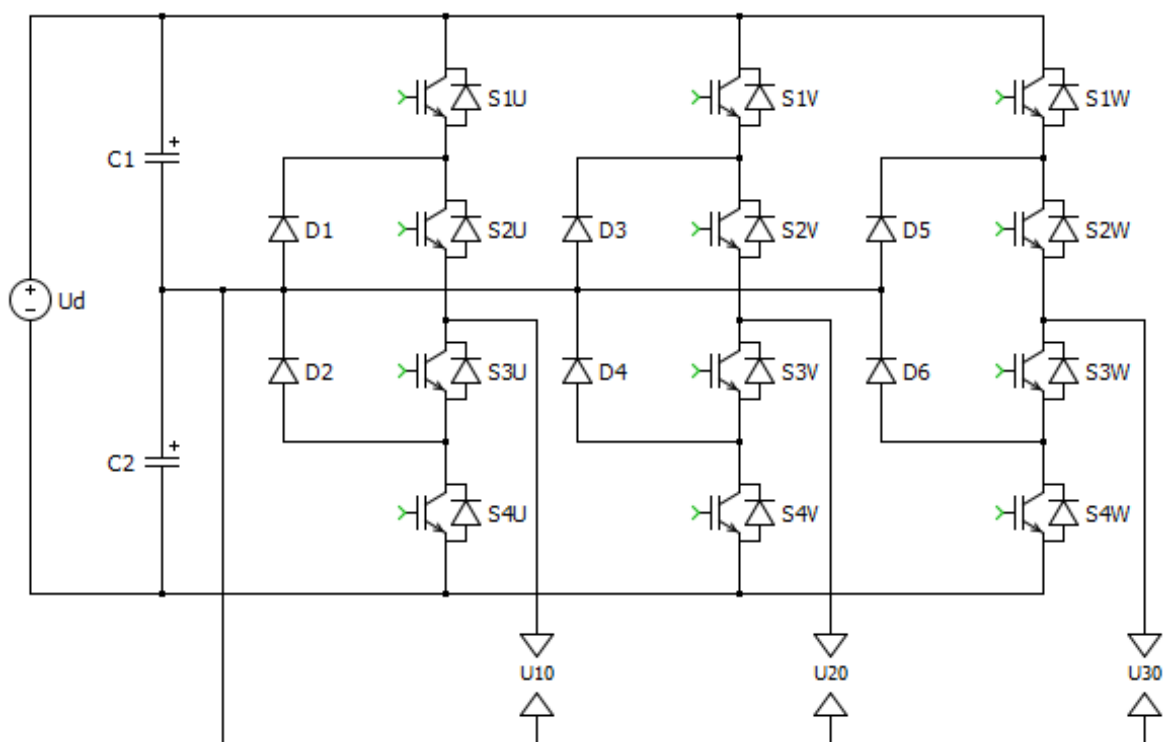 S1U S1V S1W
C1 + 
D1 S2U D3 S2V D5 S2W
+ - Ud
D2 S3U D4 S3V D6 S3W
C2 +
S4U S4V S4W
U10 U20 U30